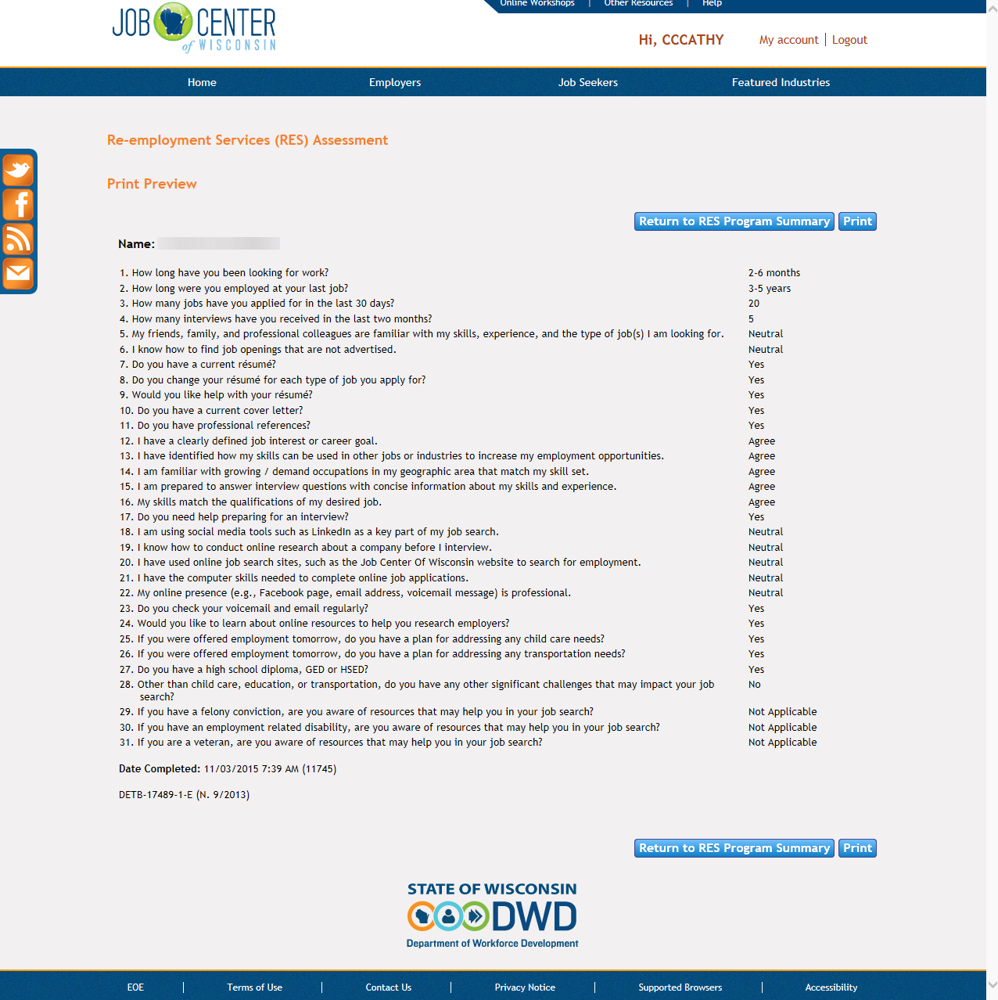 Online Workshops | Other Resources | Help
JOB CENTER
of WISCONSIN
Hi, CCCATHY My account | Logout
Home Employers Job Seekers Featured Industries
Re-employment Services (RES) Assessment
Print Preview
Return to RES Program Summary Print
Name:
1. How long have you been looking for work? 2-6 months
2. How long were you employed at your last job? 3-5 years
3. How many jobs have you applied for in the last 30 days? 20
4. How many interviews have you received in the last two months? 5
5. My friends, family, and professional colleagues are familiar with my skills, experience, and the type of job(s) I am looking for. Neutral
6. I know how to find job openings that are not advertised. Neutral
7. Do you have a current résumé? Yes
8. Do you change your résumé for each type of job you apply for? Yes
9. Would you like help with your résumé? Yes
10. Do you have a current cover letter? Yes
11. Do you have professional references? Yes
12. I have a clearly defined job interest or career goal. Agree
13. I have identified how my skills can be used in other jobs or industries to increase my employment opportunities. Agree
14. I am familiar with growing / demand occupations in my geographic area that match my skill set. Agree
15. I am prepared to answer interview questions with concise information about my skills and experience. Agree
16. My skills match the qualifications of my desired job. Agree
17. Do you need help preparing for an interview? Yes
18. I am using social media tools such as LinkedIn as a key part of my job search. Neutral
19. I know how to conduct online research about a company before I interview. Neutral
20. I have used online job search sites, such as the Job Center Of Wisconsin website to search for employment. Neutral
21. I have the computer skills needed to complete online job applications. Neutral
22. My online presence (e.g., Facebook page, email address, voicemail message) is professional. Neutral
23. Do you check your voicemail and email regularly? Yes
24. Would you like to learn about online resources to help you research employers? Yes
25. If you were offered employment tomorrow, do you have a plan for addressing any child care needs? Yes
26. If you were offered employment tomorrow, do you have a plan for addressing any transportation needs? Yes
27. Do you have a high school diploma, GED or HSED? Yes
28. Other than child care, education, or transportation, do you have any other significant challenges that may impact your job No
search?
29. If you have a felony conviction, are you aware of resources that may help you in your job search? Not Applicable
30. If you have an employment related disability, are you aware of resources that may help you in your job search? Not Applicable
31. If you are a veteran, are you aware of resources that may help you in your job search? Not Applicable
Date Completed: 11/03/2015 7:39 AM (11745)
DETB-17489-1-E (N. 9/2013)
Return to RES Program Summary Print
STATE OF WISCONSIN
DWD
Department of Workforce Development
EOE | Terms of Use | Contact Us | Privacy Notice | Supported Browsers | Accessibility